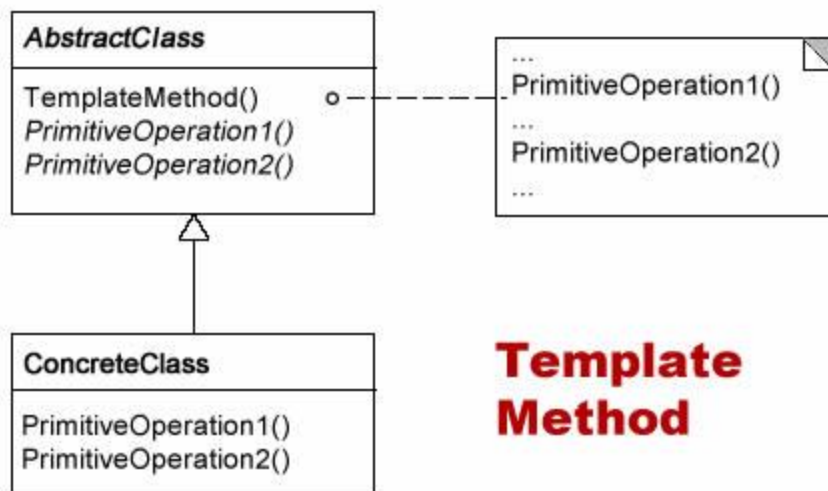 AbstractClass
TemplateMethod()
PrimitiveOperation1()
PrimitiveOperation2()
...
PrimitiveOperation1()
...
PrimitiveOperation2()
...
ConcreteClass
PrimitiveOperation1()
PrimitiveOperation2()
Template
Method